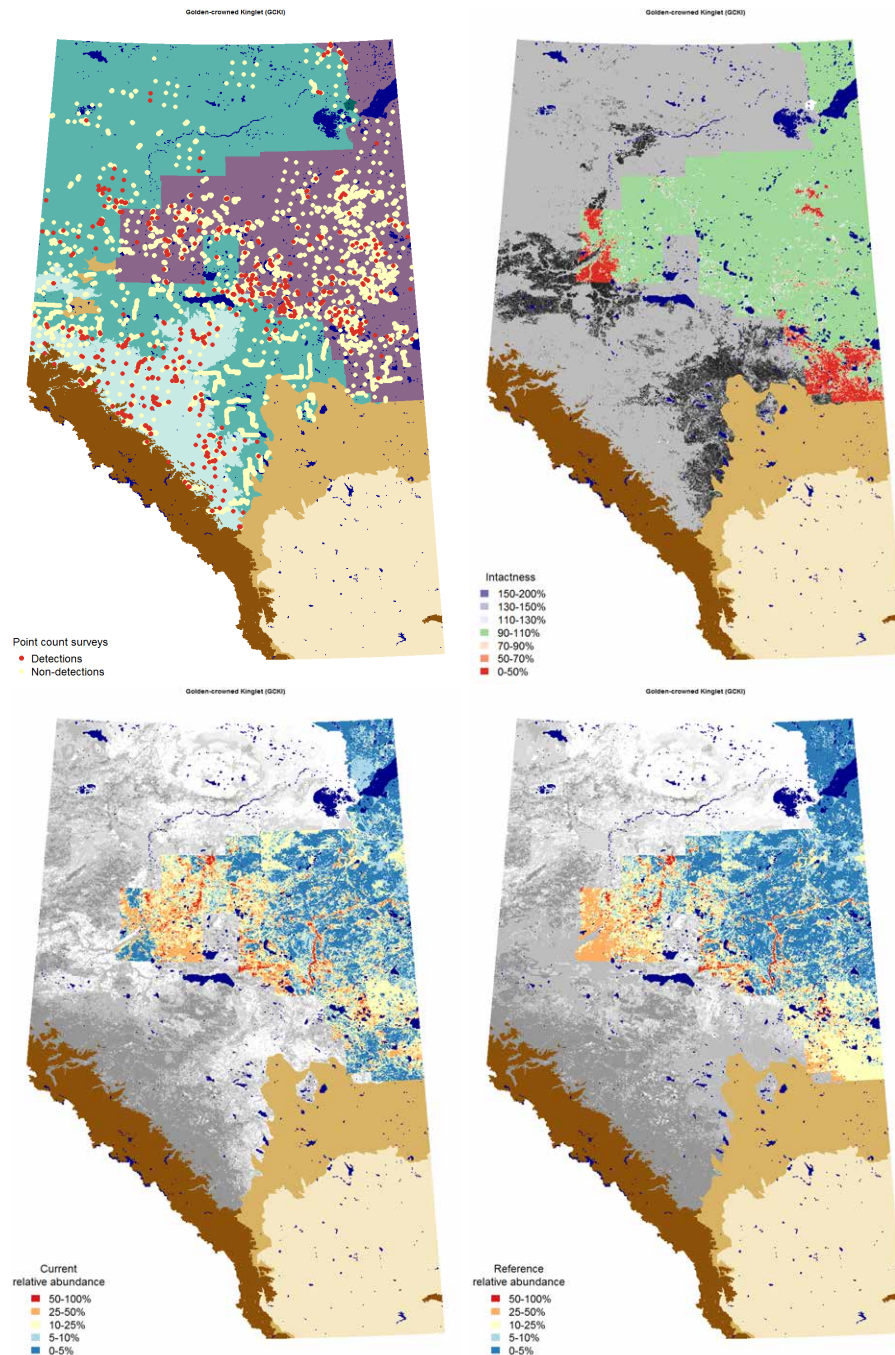 Golden-crowned Kinglet (GCKI)
Point count surveys
Detections
Non-detections
Golden-crowned Kinglet (GCKI)
Intactness
150-200%
130-150%
110-130%
90-110%
70-90%
50-70%
0-50%
Golden-crowned Kinglet (GCKI)
Current
relative abundance
50-100%
25-50%
10-25%
5-10%
0-5%
Golden-crowned Kinglet (GCKI)
Reference
relative abundance
50-100%
25-50%
10-25%
5-10%
0-5%